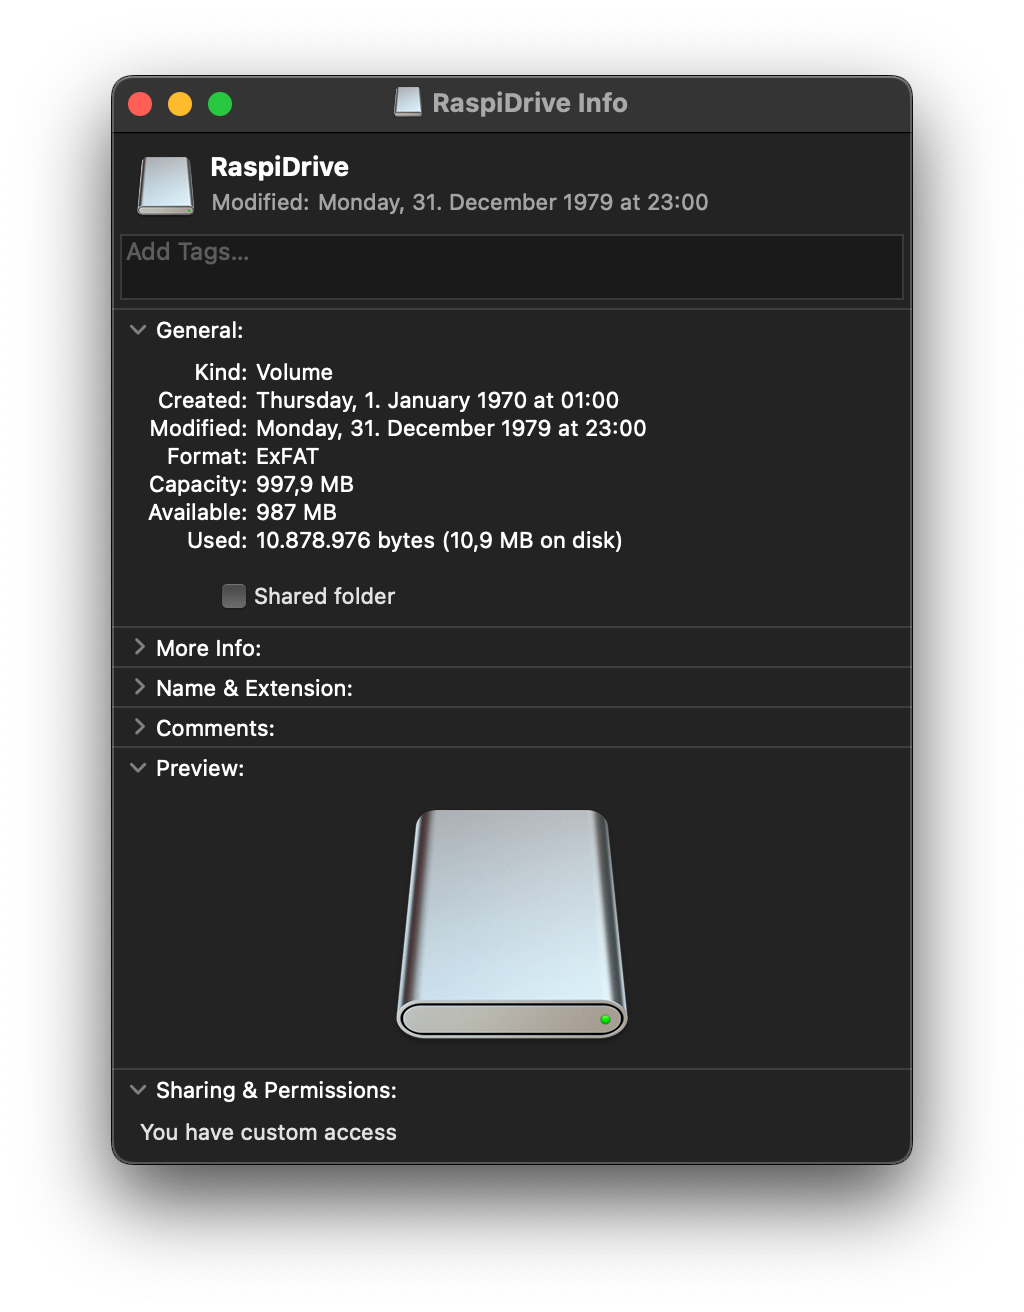 RaspiDrive Info
RaspiDrive
Modified: Monday, 31. December 1979 at 23:00
Add Tags...
General:
Kind: Volume
Created: Thursday, 1. January 1970 at 01:00
Modified: Monday, 31. December 1979 at 23:00
Format: ExFAT
Capacity: 997,9 MB
Available: 987 MB
Used: 10.878.976 bytes (10,9 MB on disk)
Shared folder
More Info:
Name & Extension:
Comments:
Preview:
Sharing & Permissions:
You have custom access